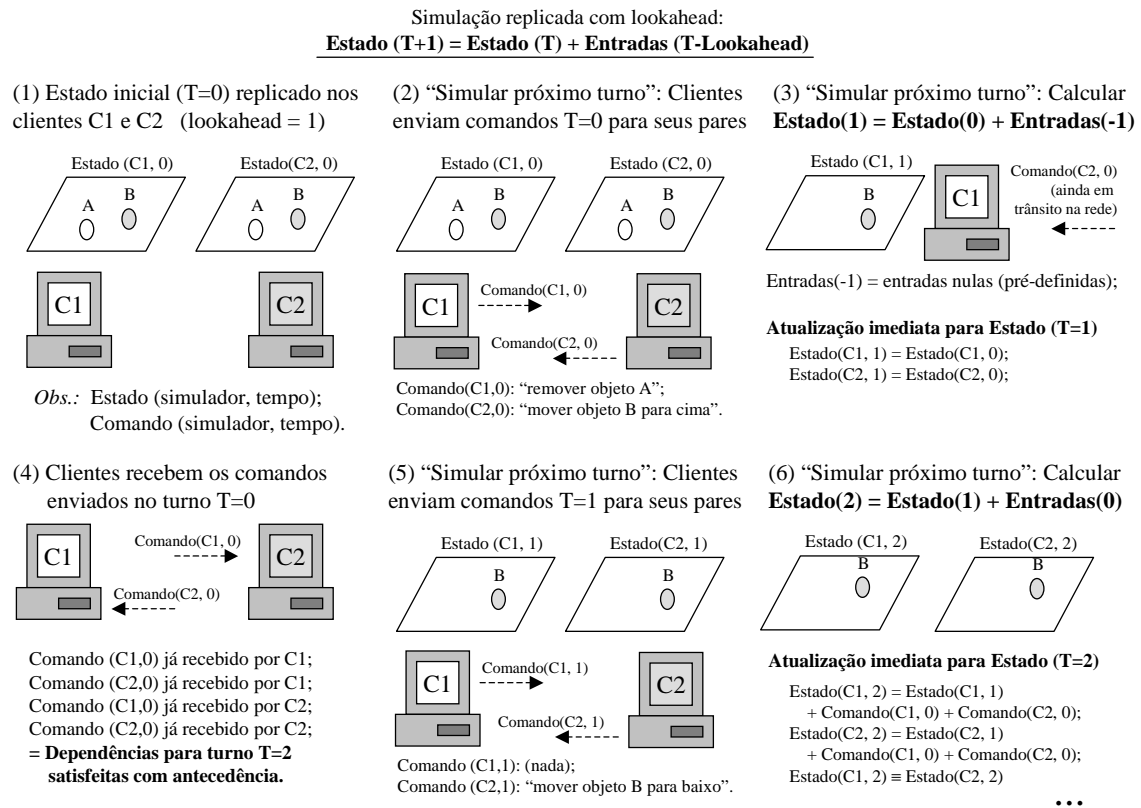 Simulação replicada com lookahead:
Estado (T+1) = Estado (T) + Entradas (T-Lookahead)
(1) Estado inicial (T=0) replicado nos
clientes C1 e C2 (lookahead = 1)
Estado (C1, 0)
Estado(C2, 0)
A
B
A
B
C1
C2
Obs.: Estado (simulador, tempo);
Comando (simulador, tempo).
(2) “Simular próximo turno”: Clientes
enviam comandos T=0 para seus pares
Estado (C1, 0)
Estado(C2, 0)
A
B
A
B
C1
Comando(C1, 0)
Comando(C2, 0)
C2
Comando(C1,0): “remover objeto A”;
Comando(C2,0): “mover objeto B para cima”.
(3) “Simular próximo turno”: Calcular
Estado(1) = Estado(0) + Entradas(-1)
Estado (C1, 1)
B
C1
Comando(C2, 0)
(ainda em
trânsito na rede)
Entradas(-1) = entradas nulas (pré-definidas);
Atualização imediata para Estado (T=1)
Estado(C1, 1) = Estado(C1, 0);
Estado(C2, 1) = Estado(C2, 0);
(4) Clientes recebem os comandos
enviados no turno T=0
C1
Comando(C1, 0)
Comando(C2, 0)
C2
Comando (C1,0) já recebido por C1;
Comando (C2,0) já recebido por C1;
Comando (C1,0) já recebido por C2;
Comando (C2,0) já recebido por C2;
= Dependências para turno T=2
satisfeitas com antecedência.
(5) “Simular próximo turno”: Clientes
enviam comandos T=1 para seus pares
Estado (C1, 1)
Estado(C2, 1)
B
B
C1
Comando(C1, 1)
Comando(C2, 1)
C2
Comando (C1,1): (nada);
Comando (C2,1): “mover objeto B para baixo”.
(6) “Simular próximo turno”: Calcular
Estado(2) = Estado(1) + Entradas(0)
Estado (C1, 2)
Estado(C2, 2)
B
B
Atualização imediata para Estado (T=2)
Estado(C1, 2) = Estado(C1, 1)
+ Comando(C1, 0) + Comando(C2, 0);
Estado(C2, 2) = Estado(C2, 1)
+ Comando(C1, 0) + Comando(C2, 0);
Estado(C1, 2) ≡ Estado(C2, 2)
...